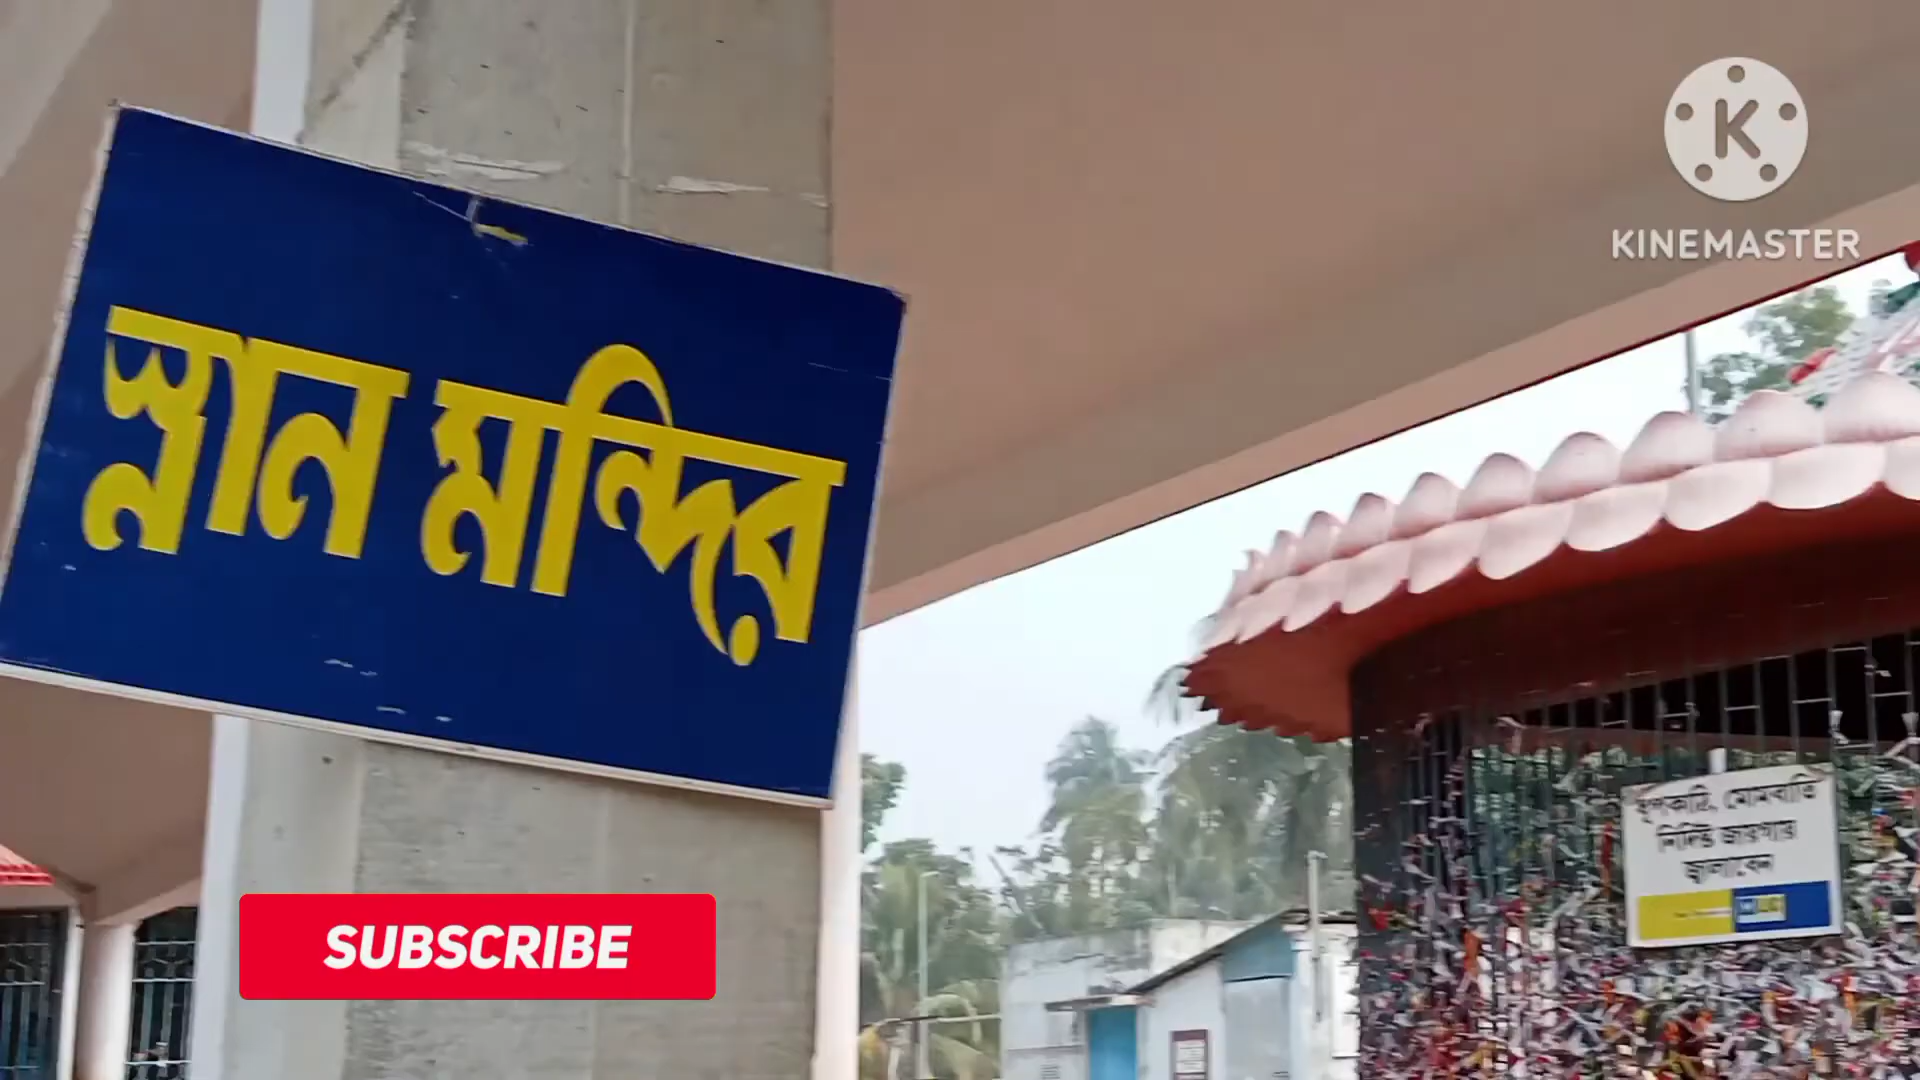 স্নান মন্দির
KINEMASTER
ধূপকাঠি, মোমবাতি
নির্দিষ্ট জায়গায়
জ্বালাবেন
SUBSCRIBE